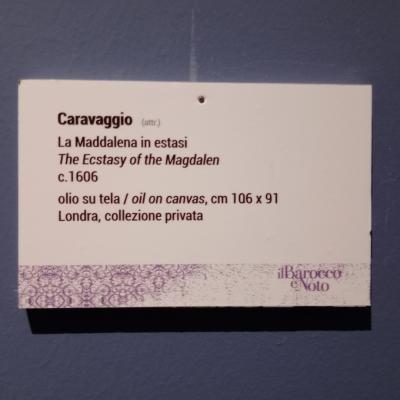 Caravaggio (attr.)
La Maddalena in estasi
The Ecstasy of the Magdalen
c.1606
olio su tela / oil on canvas, cm 106 x 91
Londra, collezione privata
il Barocco
e Noto